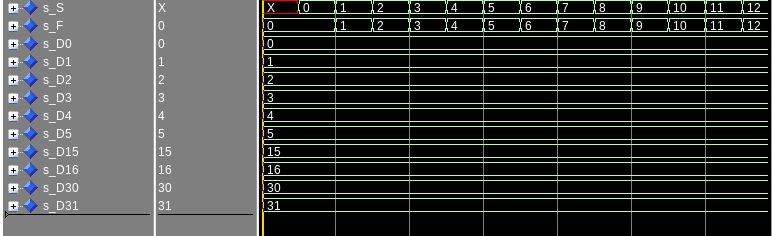 s_S X X 0 1 2 3 4 5 6 7 8 9 10 11 12
s_F 0 0 1 2 3 4 5 6 7 8 9 10 11 12
s_D0 0 0
s_D1 1 1
s_D2 2 2
s_D3 3 3
s_D4 4 4
s_D5 5 5
s_D15 15 15
s_D16 16 16
s_D30 30 30
s_D31 31 31